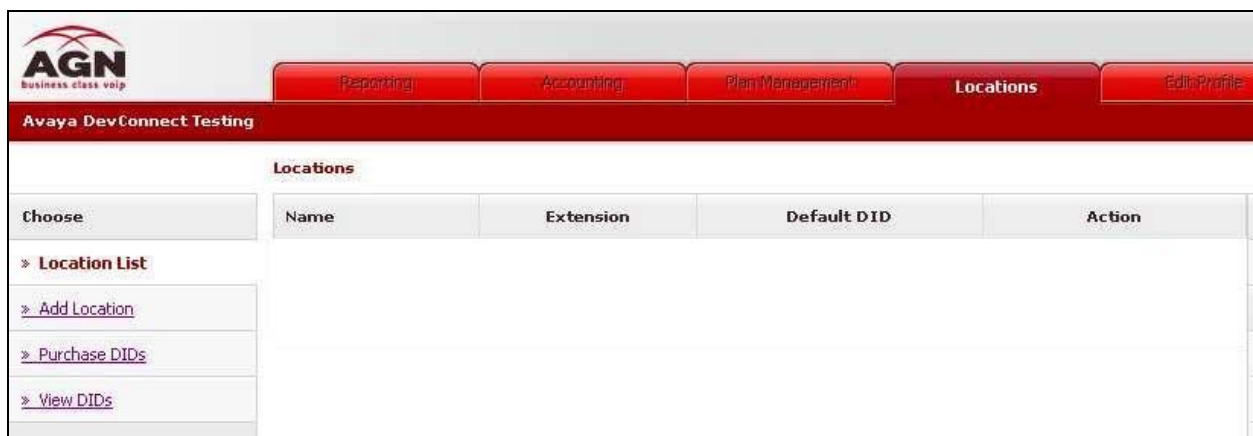 AGN
business class voip
Reporting Accounting Plan Management Locations Edit Profile
Avaya DevConnect Testing
Locations
Choose Name Extension Default DID Action
» Location List
» Add Location
» Purchase DIDs
» View DIDs